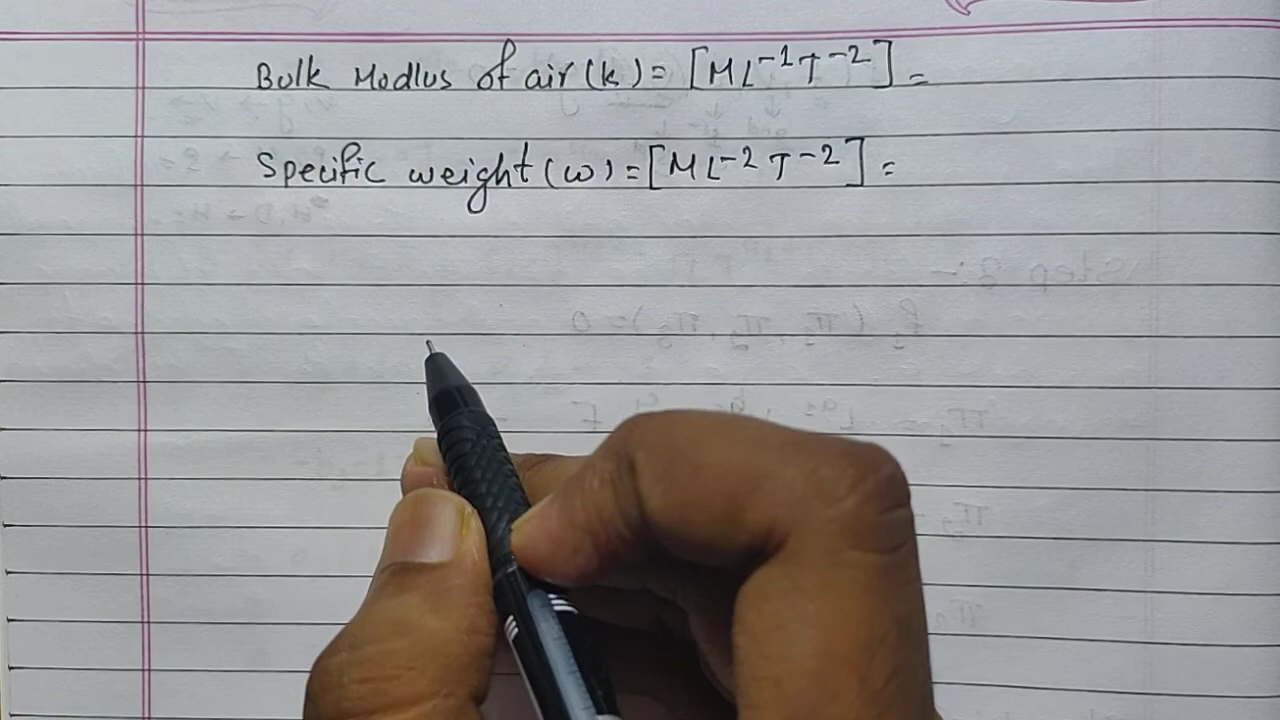 Bulk Modlus of air (k) = [ML⁻¹T⁻²] =
Specific weight (ω) = [ML⁻²T⁻²] =